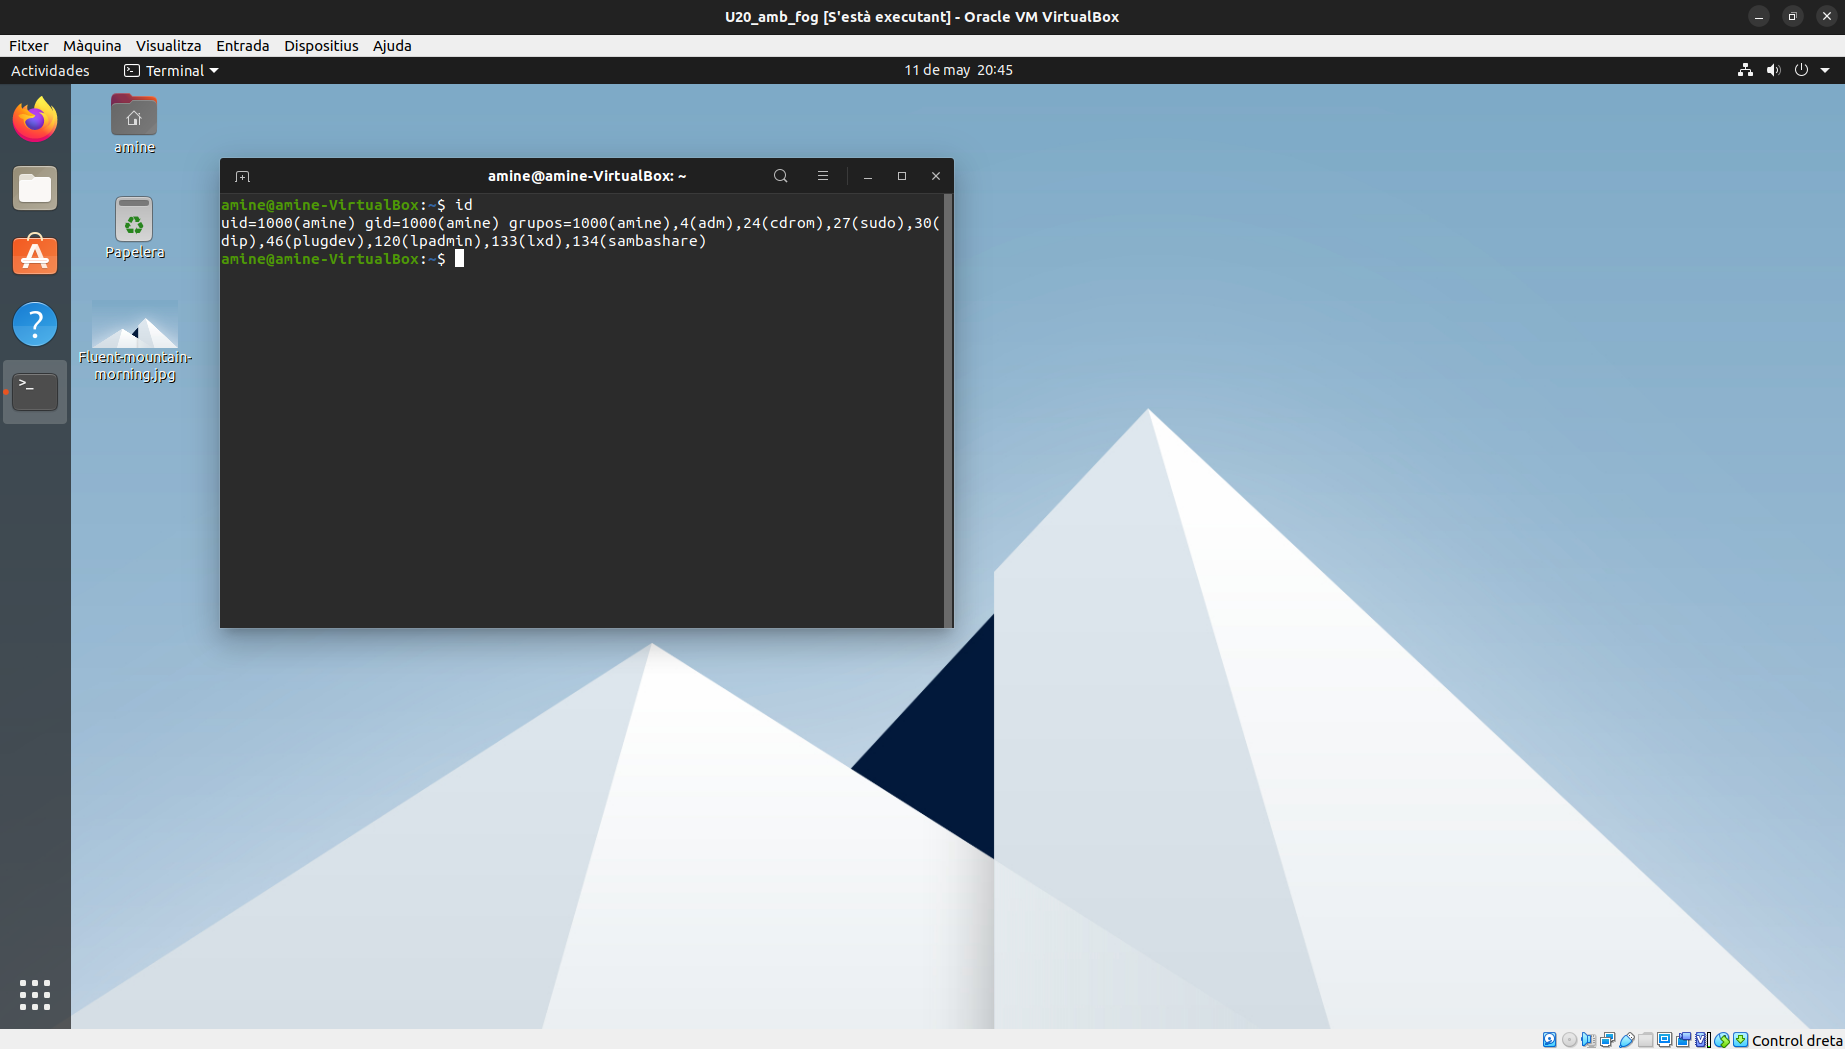 U20_amb_fog [S'està executant] - Oracle VM VirtualBox
Fitxer Màquina Visualitza Entrada Dispositius Ajuda
Actividades Terminal 11 de may 20:45
amine
Papelera
Fluent-mountain-
morning.jpg
amine@amine-VirtualBox: ~
amine@amine-VirtualBox:~$ id
uid=1000(amine) gid=1000(amine) grupos=1000(amine),4(adm),24(cdrom),27(sudo),30(
dip),46(plugdev),120(lpadmin),133(lxd),134(sambashare)
amine@amine-VirtualBox:~$
Control dreta